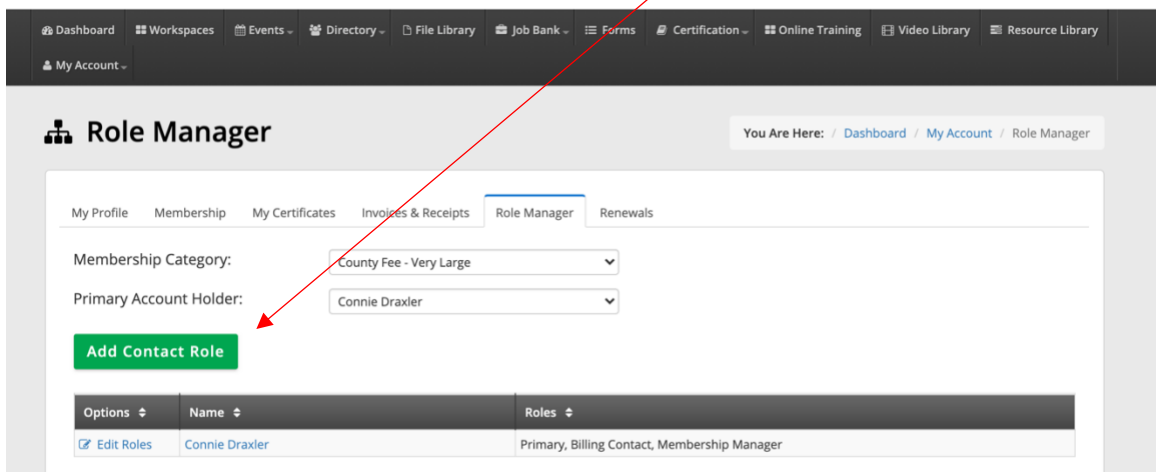 Dashboard Workspaces Events Directory File Library Job Bank Forms Certification Online Training Video Library Resource Library
My Account
Role Manager
You Are Here: / Dashboard / My Account / Role Manager
My Profile Membership My Certificates Invoices & Receipts Role Manager Renewals
Membership Category: County Fee - Very Large
Primary Account Holder: Connie Draxler
Add Contact Role
Options Name Roles
Edit Roles Connie Draxler Primary, Billing Contact, Membership Manager